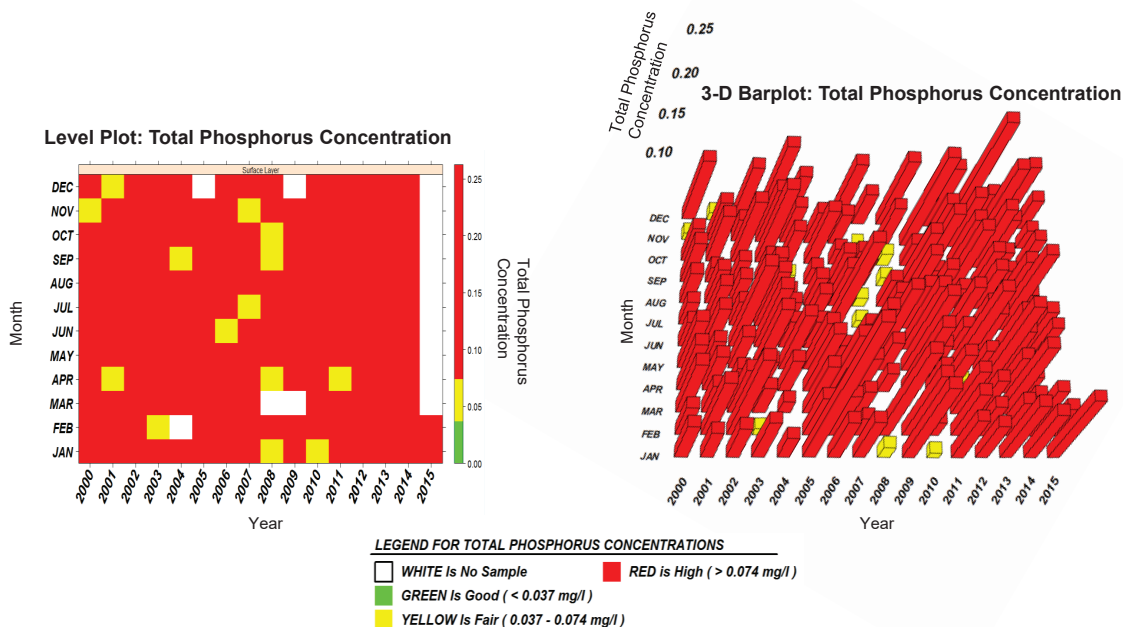 Level Plot: Total Phosphorus Concentration
Surface Layer
Month
DEC
NOV
OCT
SEP
AUG
JUL
JUN
MAY
APR
MAR
FEB
JAN
2000 2001 2002 2003 2004 2005 2006 2007 2008 2009 2010 2011 2012 2013 2014 2015
Year
0.25
0.20
0.15
0.10
0.05
0.00
Total Phosphorus
Concentration
3-D Barplot: Total Phosphorus Concentration
Total Phosphorus
Concentration
0.25
0.20
0.15
0.10
Month
DEC
NOV
OCT
SEP
AUG
JUL
JUN
MAY
APR
MAR
FEB
JAN
2000 2001 2002 2003 2004 2005 2006 2007 2008 2009 2010 2011 2012 2013 2014 2015
Year
LEGEND FOR TOTAL PHOSPHORUS CONCENTRATIONS
WHITE Is No Sample
RED is High ( > 0.074 mg/l )
GREEN Is Good ( < 0.037 mg/l )
YELLOW Is Fair ( 0.037 - 0.074 mg/l )